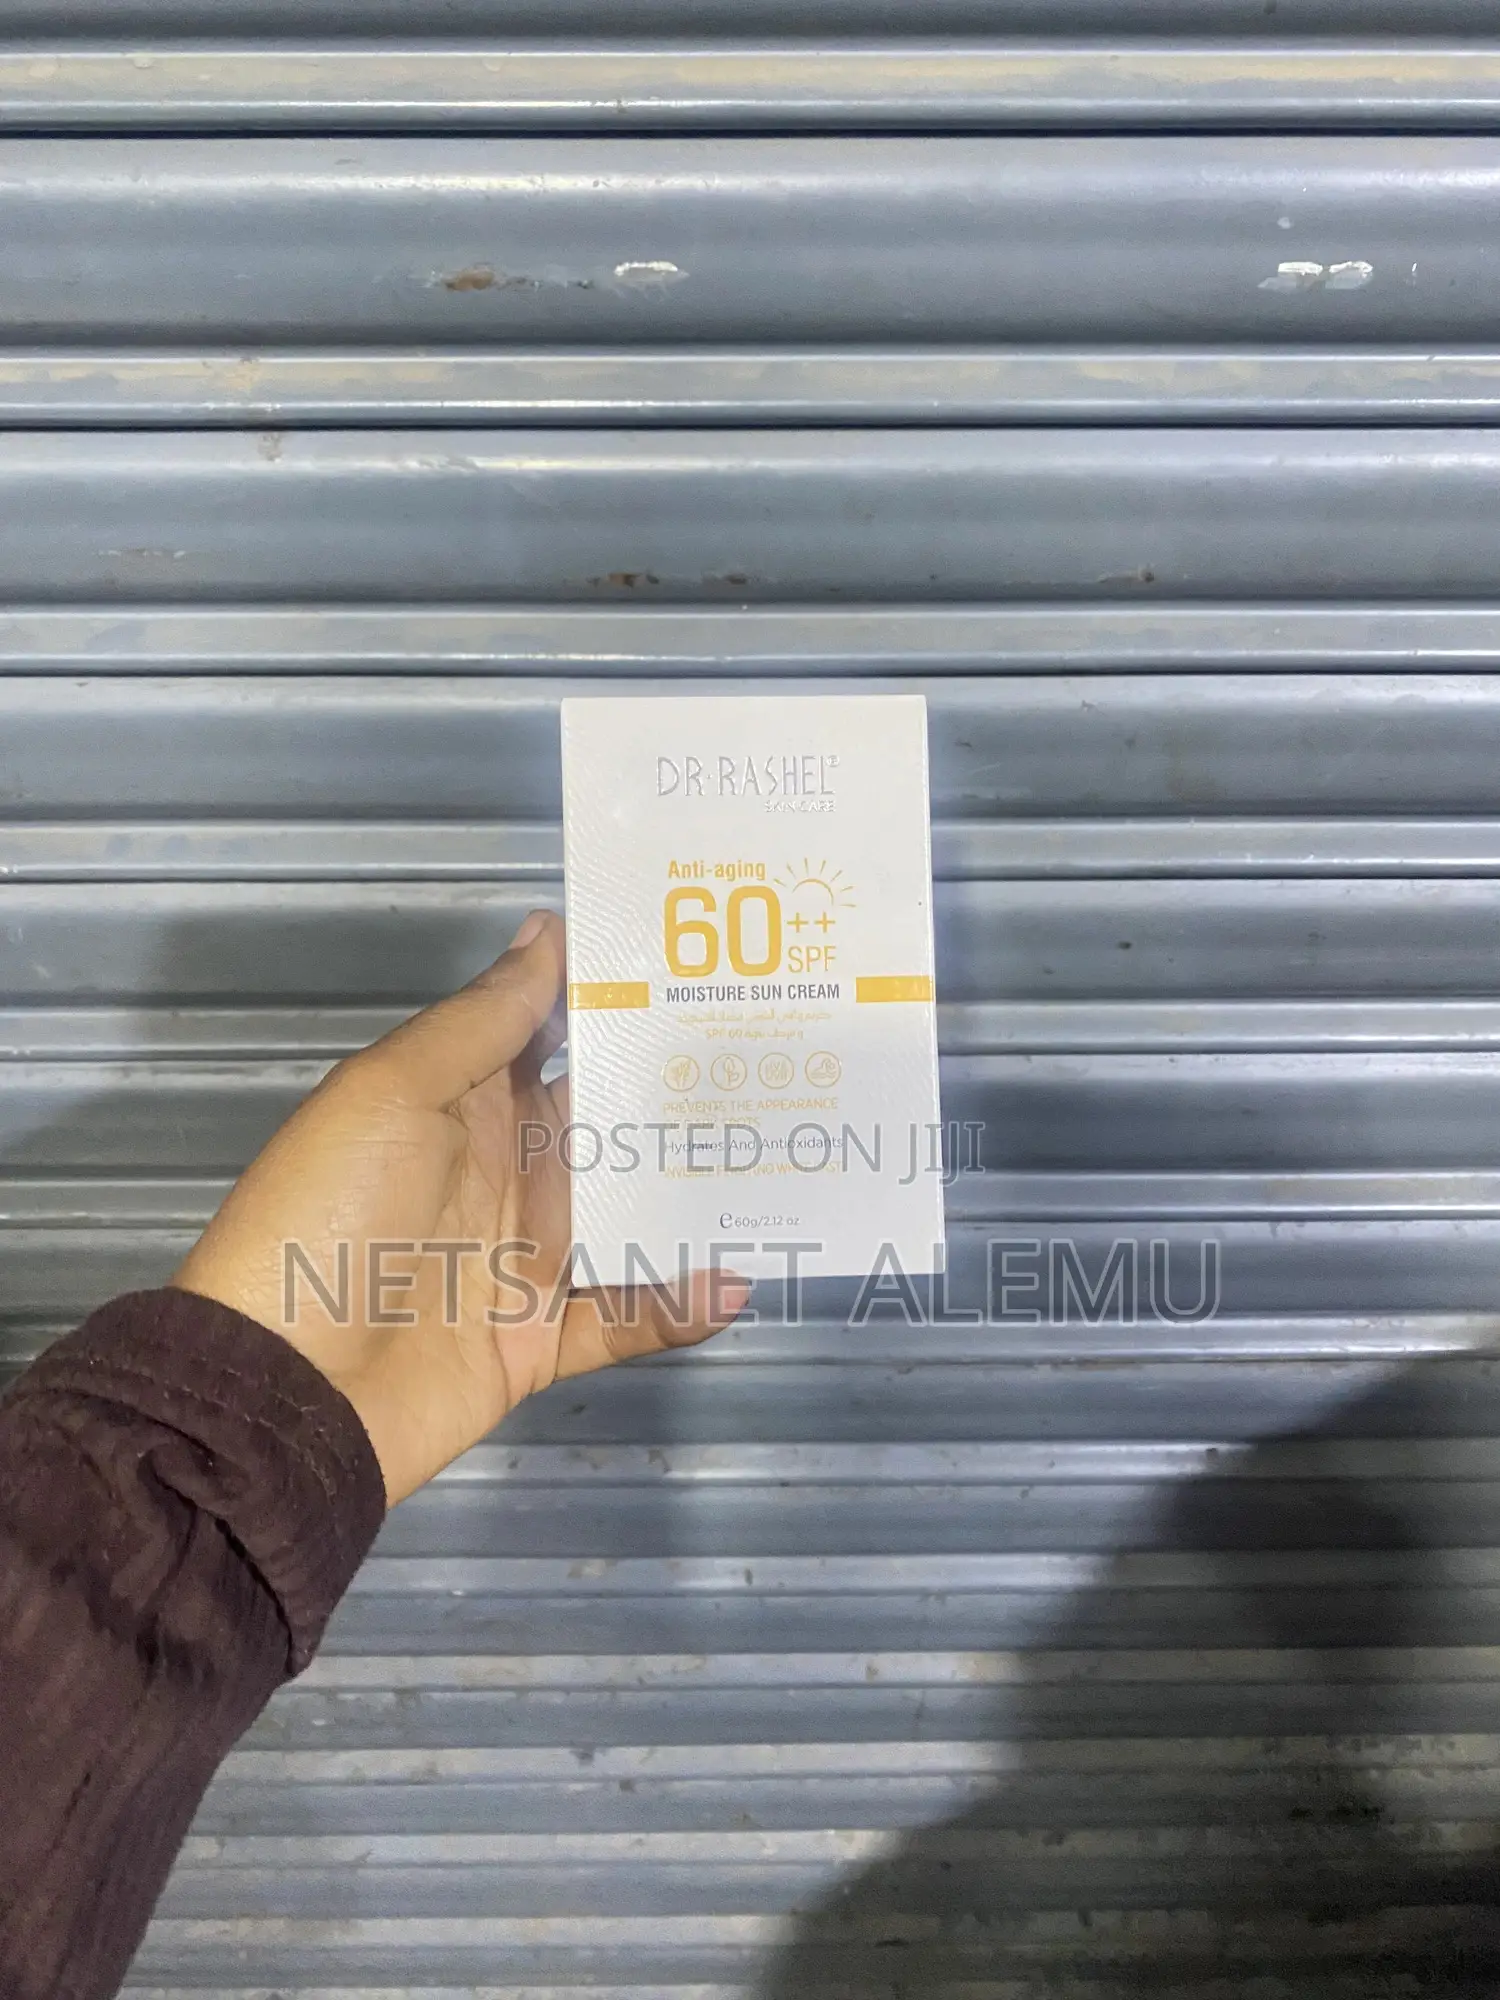 DR·RASHEL®
SKIN CARE
Anti-aging
60++
SPF
MOISTURE SUN CREAM
SPF 60
PREVENTS THE APPEARANCE
SPOTS
Hydrates And Antioxidants
POSTED ON JIJI
e 60g/2.12 oz
NETSANET ALEMU